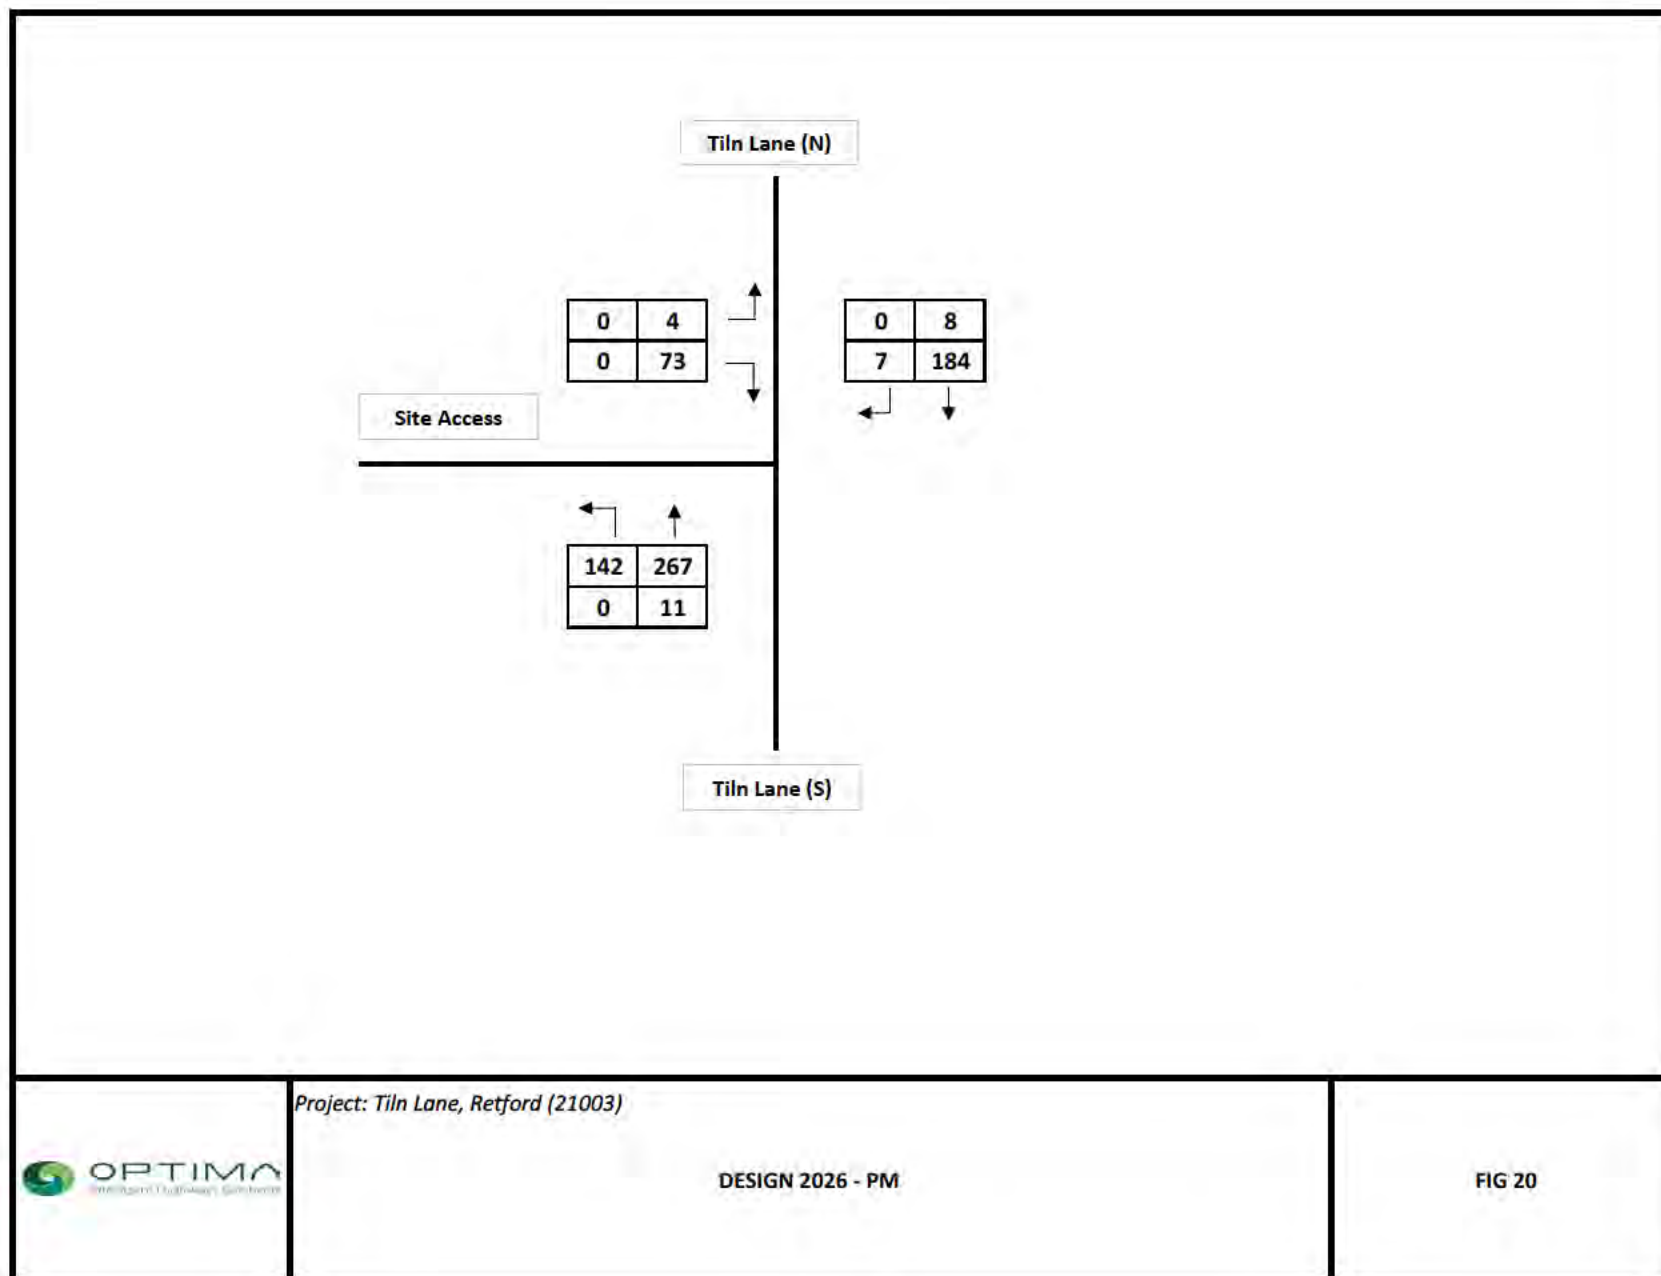 Tiln Lane (N)
0 4
0 73
0 8
7 184
Site Access
142 267
0 11
Tiln Lane (S)
Project: Tiln Lane, Retford (21003)
OPTIMA
DESIGN 2026 - PM
FIG 20